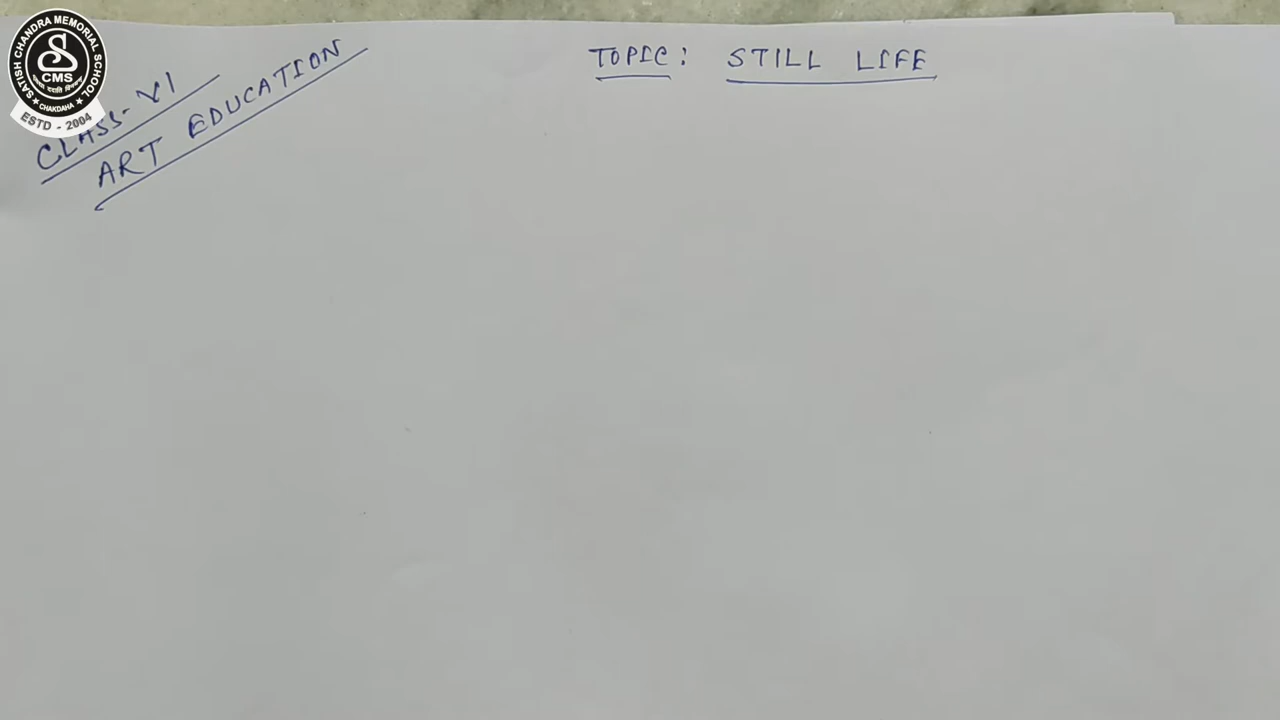 SATISH CHANDRA MEMORIAL SCHOOL
S
CMS
CHAKDAHA
ESTD - 2004
CLASS-VI
ART EDUCATION
TOPIC: STILL LIFE